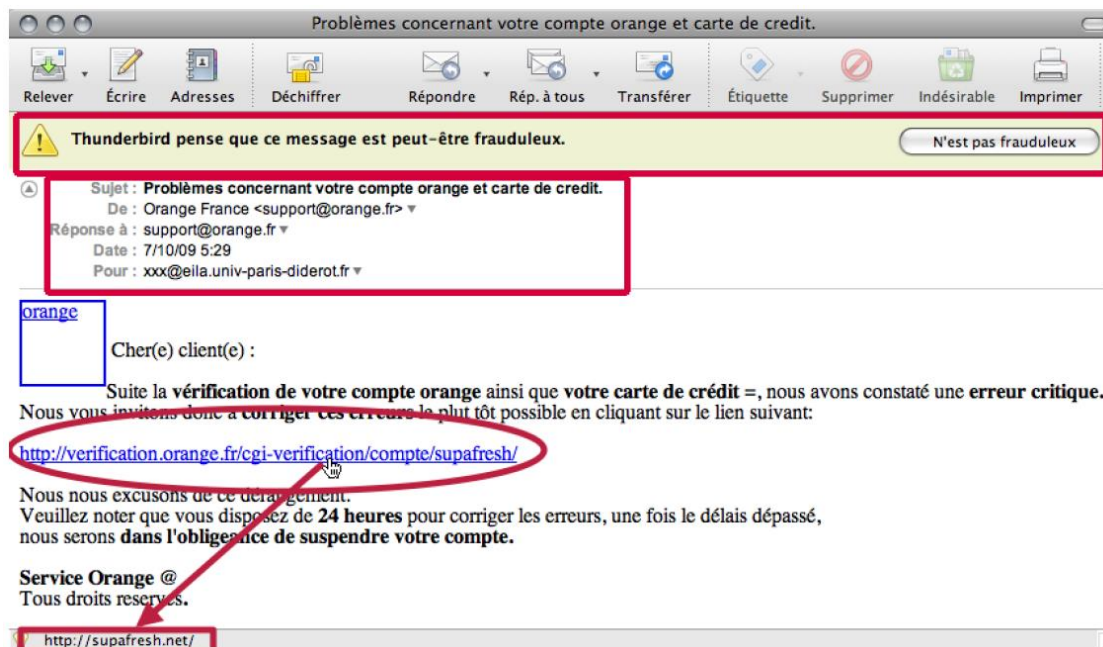 Problèmes concernant votre compte orange et carte de credit.
Relever Écrire Adresses Déchiffrer Répondre Rép. à tous Transférer Étiquette Supprimer Indésirable Imprimer
Thunderbird pense que ce message est peut-être frauduleux. N'est pas frauduleux
Sujet : Problèmes concernant votre compte orange et carte de credit.
De : Orange France <support@orange.fr>
Réponse à : support@orange.fr
Date : 7/10/09 5:29
Pour : xxx@eila.univ-paris-diderot.fr
orange
Cher(e) client(e) :
Suite la vérification de votre compte orange ainsi que votre carte de crédit =, nous avons constaté une erreur critique.
Nous vous invitons donc a corriger ces erreurs le plut tôt possible en cliquant sur le lien suivant:
http://verification.orange.fr/cgi-verification/compte/supafresh/
Nous nous excusons de ce dérangement.
Veuillez noter que vous disposez de 24 heures pour corriger les erreurs, une fois le délais dépassé,
nous serons dans l'obligeance de suspendre votre compte.
Service Orange @
Tous droits reserves.
http://supafresh.net/